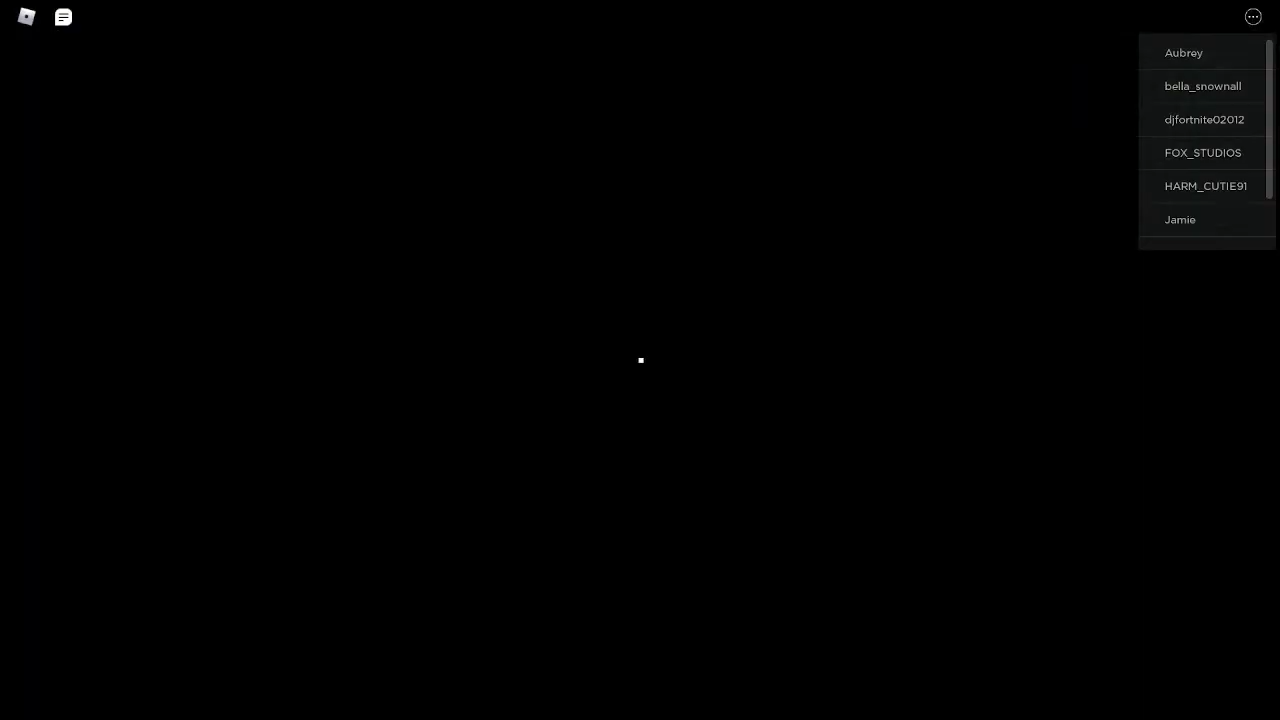 Aubrey
bella_snownall
djfortnite02012
FOX_STUDIOS
HARM_CUTIE91
Jamie